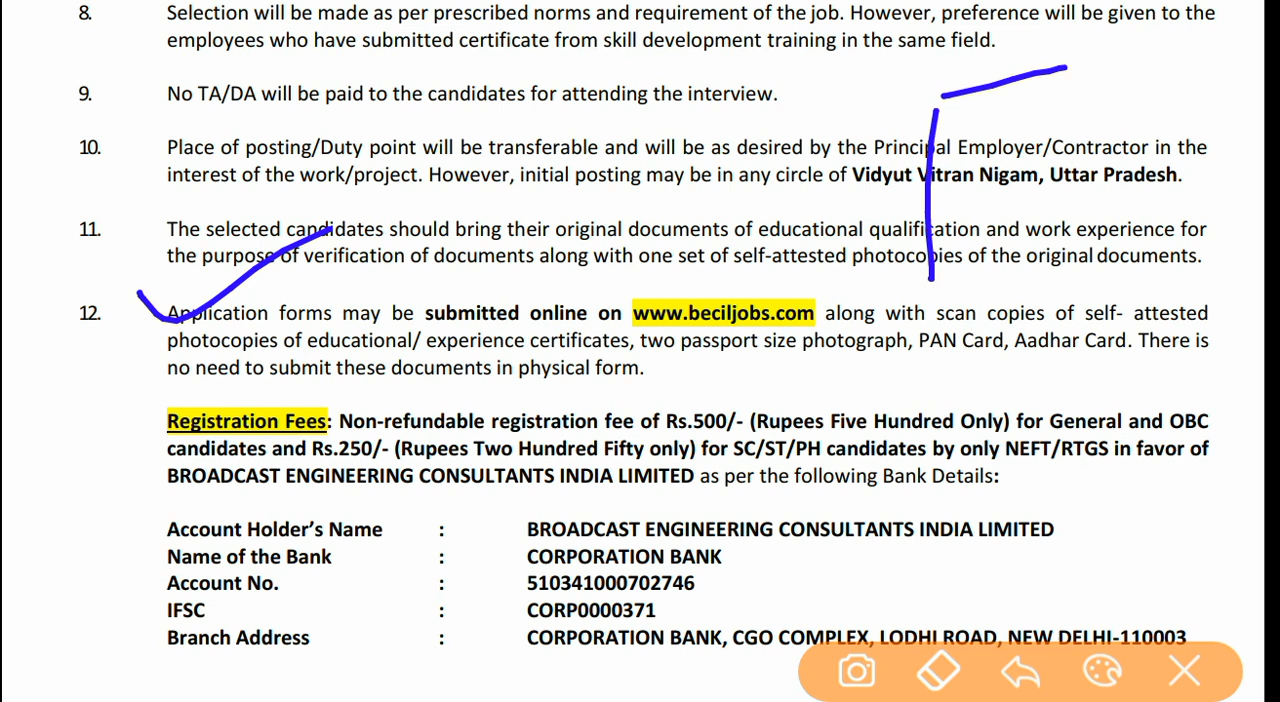 8. Selection will be made as per prescribed norms and requirement of the job. However, preference will be given to the
employees who have submitted certificate from skill development training in the same field.
9. No TA/DA will be paid to the candidates for attending the interview.
10. Place of posting/Duty point will be transferable and will be as desired by the Principal Employer/Contractor in the
interest of the work/project. However, initial posting may be in any circle of Vidyut Vitran Nigam, Uttar Pradesh.
11. The selected candidates should bring their original documents of educational qualification and work experience for
the purpose of verification of documents along with one set of self-attested photocopies of the original documents.
12. Application forms may be submitted online on www.beciljobs.com along with scan copies of self- attested
photocopies of educational/ experience certificates, two passport size photograph, PAN Card, Aadhar Card. There is
no need to submit these documents in physical form.
Registration Fees: Non-refundable registration fee of Rs.500/- (Rupees Five Hundred Only) for General and OBC
candidates and Rs.250/- (Rupees Two Hundred Fifty only) for SC/ST/PH candidates by only NEFT/RTGS in favor of
BROADCAST ENGINEERING CONSULTANTS INDIA LIMITED as per the following Bank Details:
Account Holder's Name : BROADCAST ENGINEERING CONSULTANTS INDIA LIMITED
Name of the Bank : CORPORATION BANK
Account No. : 510341000702746
IFSC : CORP0000371
Branch Address : CORPORATION BANK, CGO COMPLEX, LODHI ROAD, NEW DELHI-110003